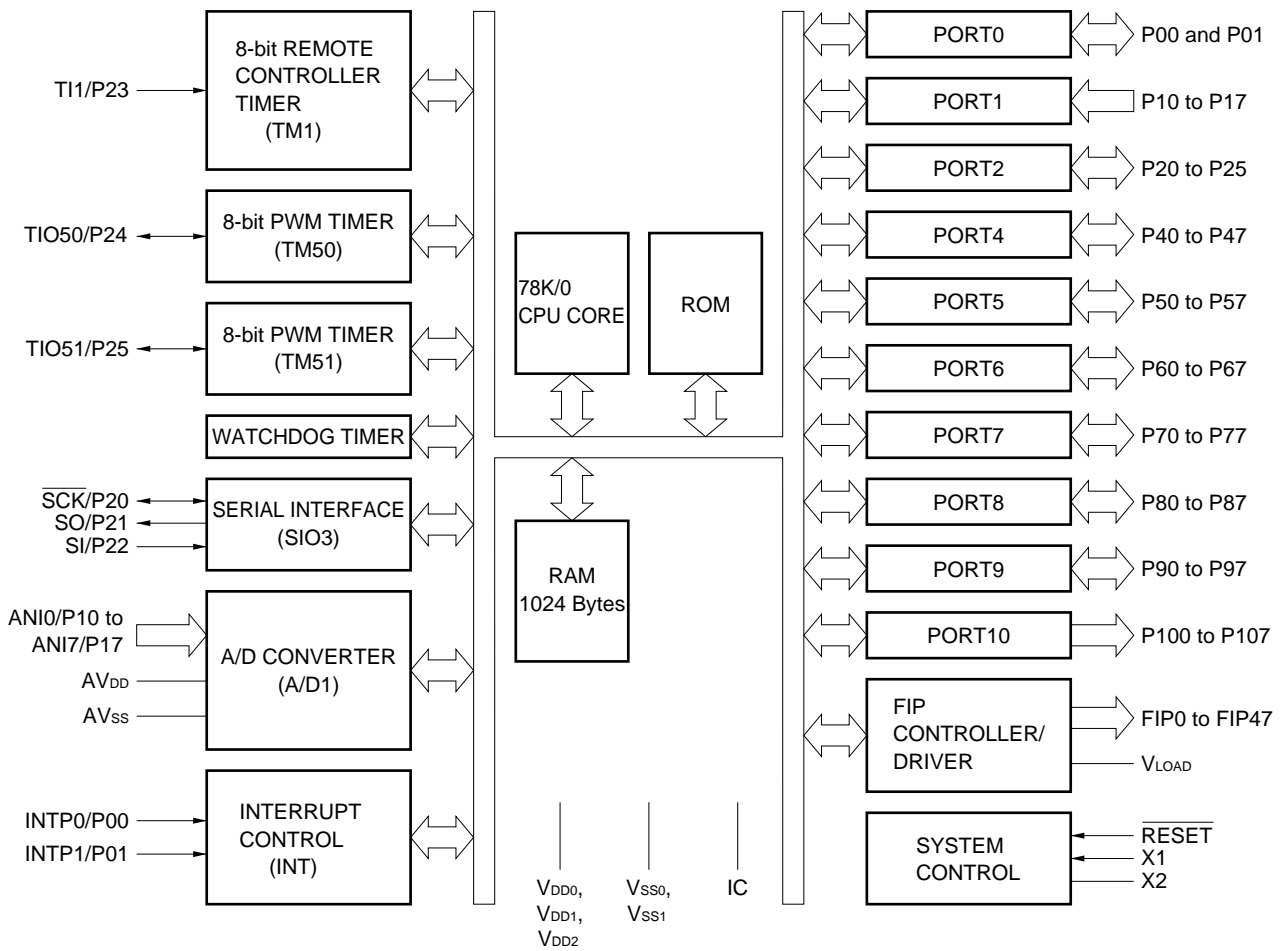 8-bit REMOTE
CONTROLLER
TIMER
(TM1)
TI1/P23
8-bit PWM TIMER
(TM50)
TIO50/P24
8-bit PWM TIMER
(TM51)
TIO51/P25
WATCHDOG TIMER
SCK/P20
SO/P21
SI/P22
SERIAL INTERFACE
(SIO3)
ANI0/P10 to
ANI7/P17
AVDD
AVSS
A/D CONVERTER
(A/D1)
INTP0/P00
INTP1/P01
INTERRUPT
CONTROL
(INT)
78K/0
CPU CORE
ROM
RAM
1024 Bytes
VDD0,
VDD1,
VDD2
VSS0,
VSS1
IC
PORT0
P00 and P01
PORT1
P10 to P17
PORT2
P20 to P25
PORT4
P40 to P47
PORT5
P50 to P57
PORT6
P60 to P67
PORT7
P70 to P77
PORT8
P80 to P87
PORT9
P90 to P97
PORT10
P100 to P107
FIP
CONTROLLER/
DRIVER
FIP0 to FIP47
VLOAD
SYSTEM
CONTROL
RESET
X1
X2